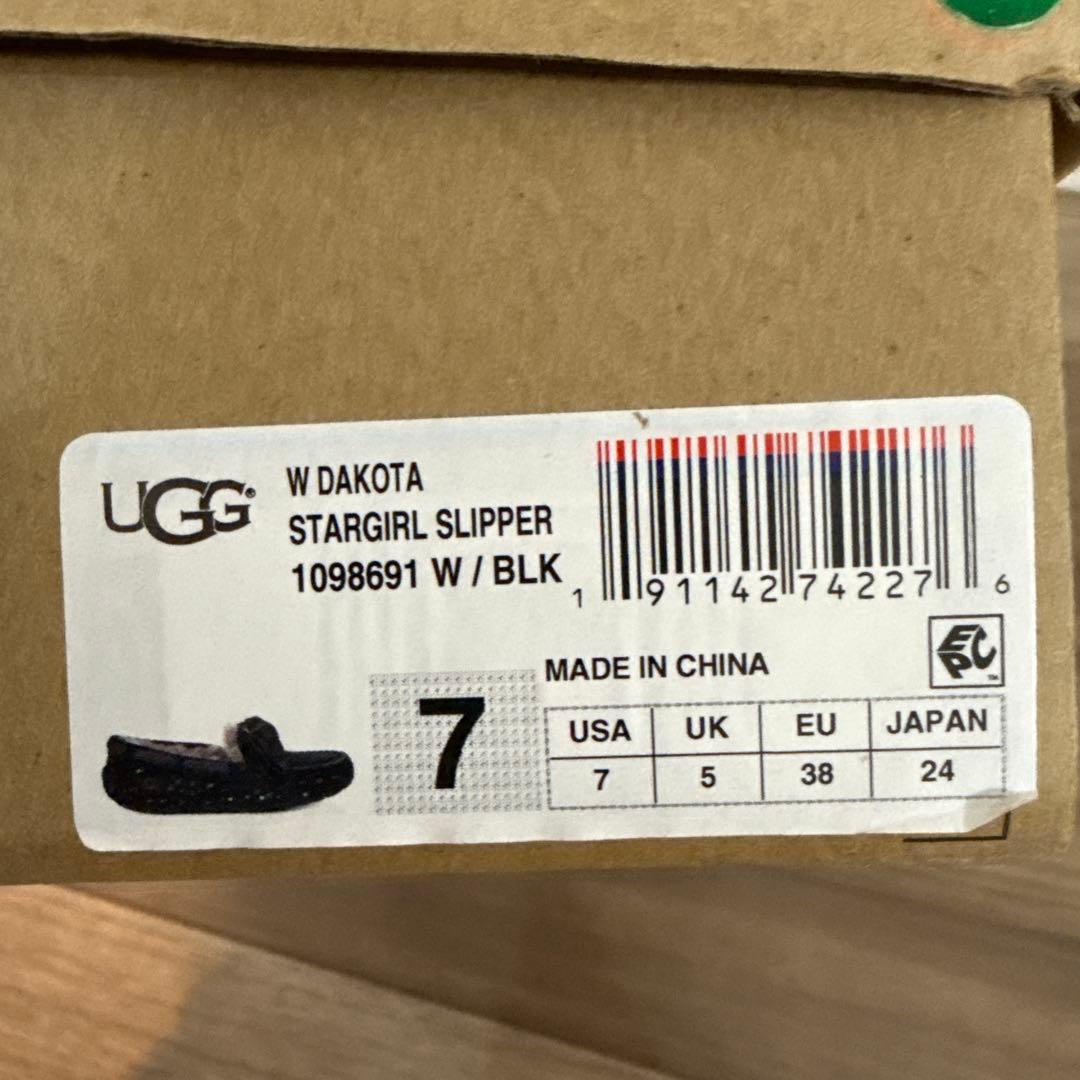 UGG®
W DAKOTA
STARGIRL SLIPPER
1098691 W / BLK
1 91142 74227 6
EPC™
MADE IN CHINA
7
USA UK EU JAPAN
7 5 38 24